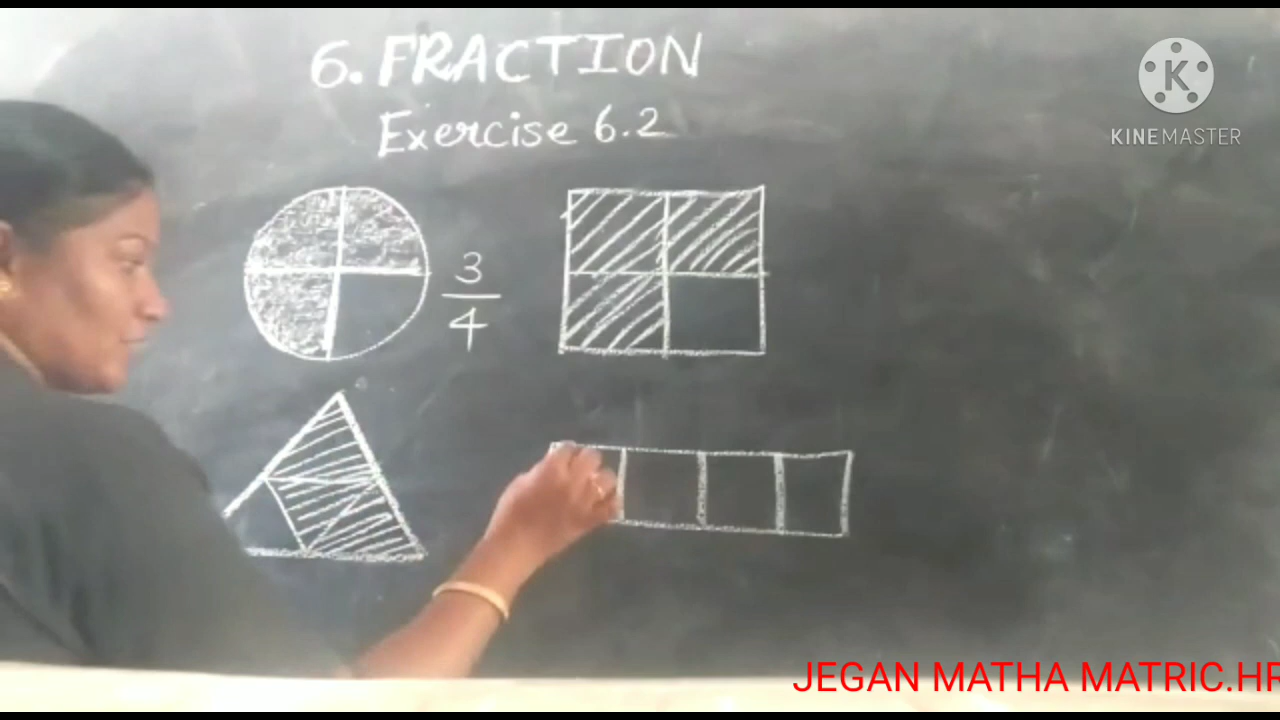 6. FRACTION
Exercise 6.2
3
4
KINEMASTER
JEGAN MATHA MATRIC.HR